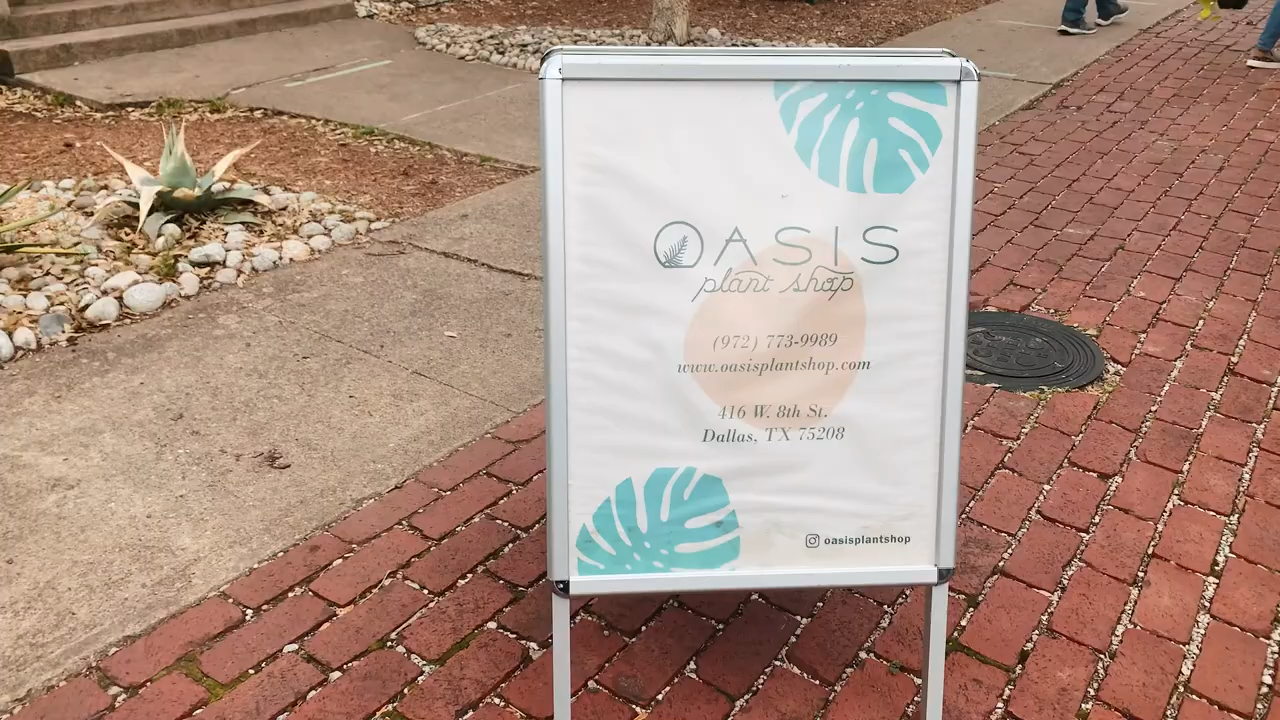 OASIS
plant shop
(972) 773-9989
www.oasisplantshop.com
416 W. 8th St.
Dallas, TX 75208
oasisplantshop